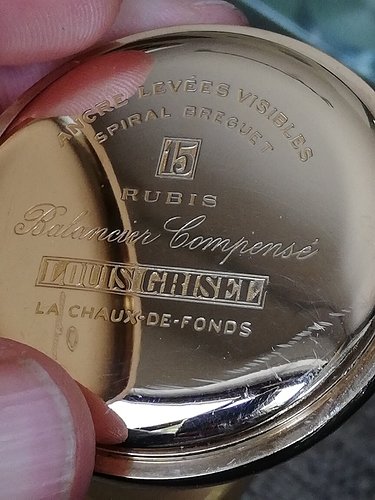 ANCRE LEVÉES VISIBLES
SPIRAL BREGUET
15
RUBIS
Balancier Compensé
LOUIS GRISEL
LA CHAUX-DE-FONDS